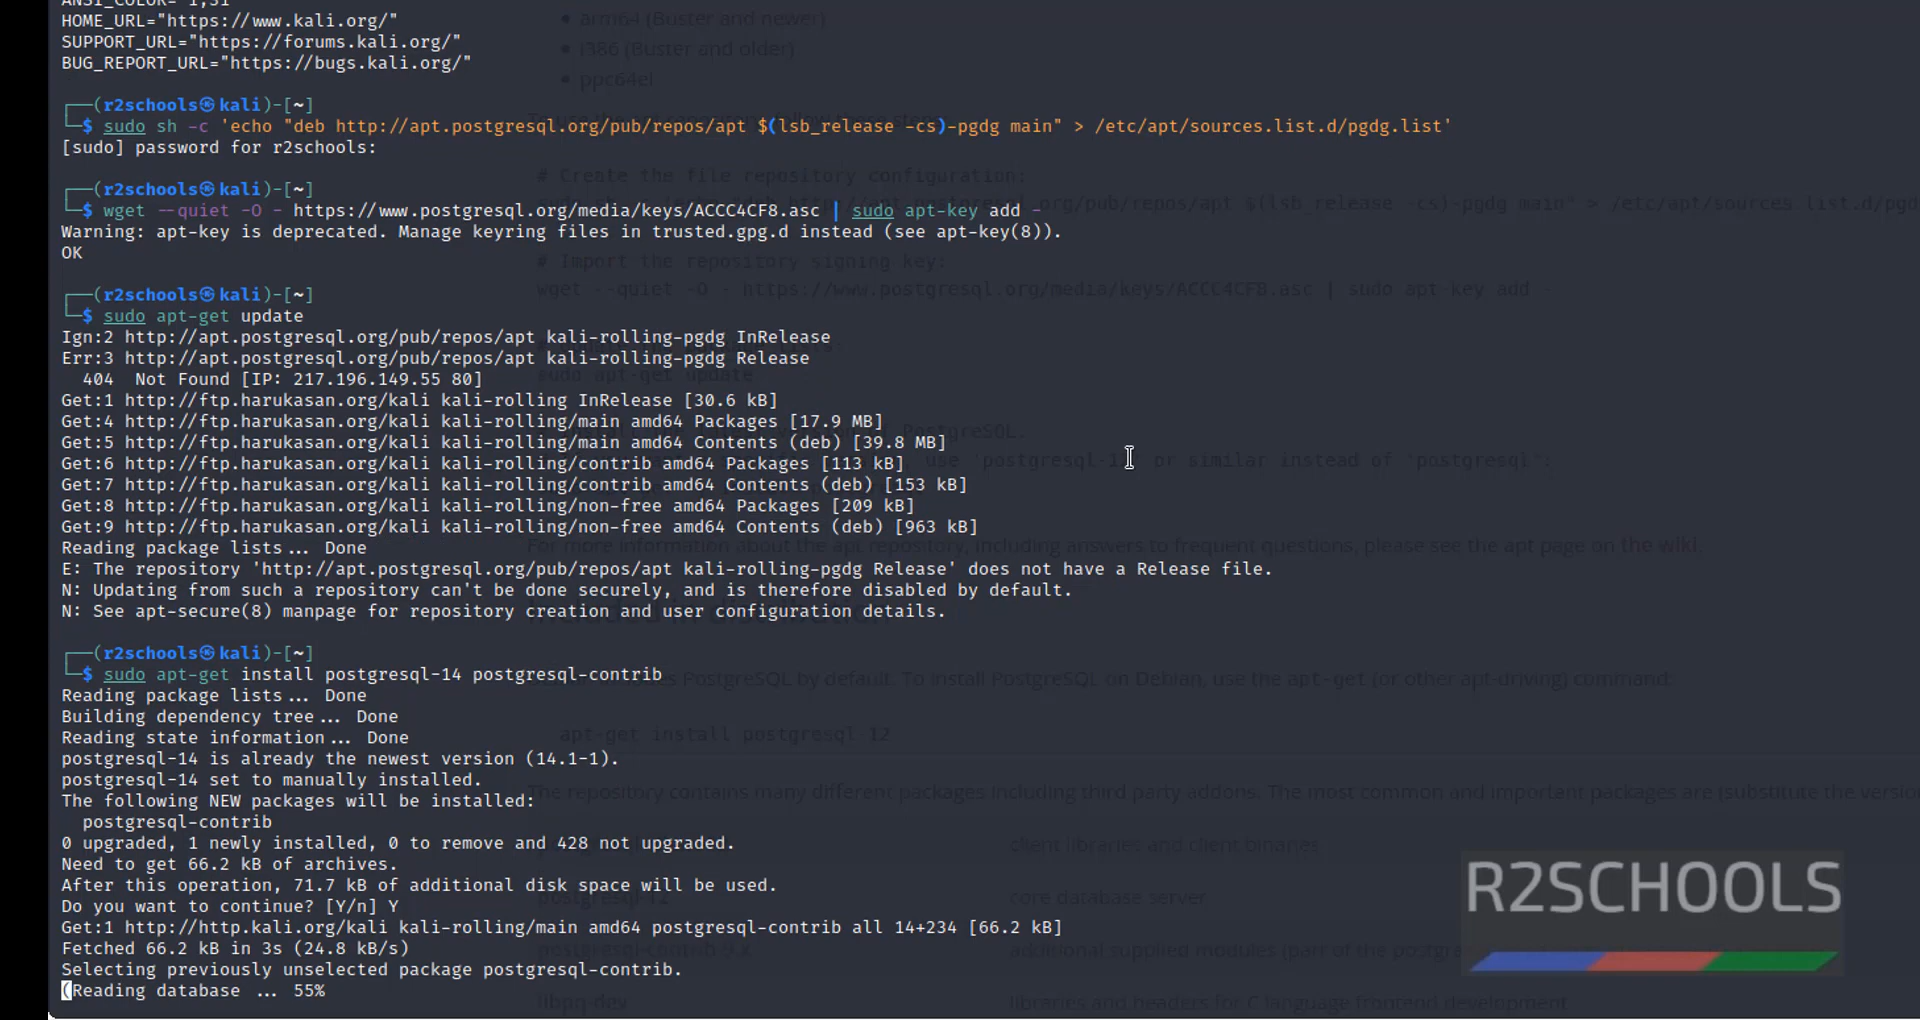 HOME_URL="https://www.kali.org/"
SUPPORT_URL="https://forums.kali.org/"
BUG_REPORT_URL="https://bugs.kali.org/"
┌──(r2schools㉿kali)-[~]
└─$ sudo sh -c 'echo "deb http://apt.postgresql.org/pub/repos/apt $(lsb_release -cs)-pgdg main" > /etc/apt/sources.list.d/pgdg.list'
[sudo] password for r2schools:
┌──(r2schools㉿kali)-[~]
└─$ wget --quiet -O - https://www.postgresql.org/media/keys/ACCC4CF8.asc | sudo apt-key add -
Warning: apt-key is deprecated. Manage keyring files in trusted.gpg.d instead (see apt-key(8)).
OK
┌──(r2schools㉿kali)-[~]
└─$ sudo apt-get update
Ign:2 http://apt.postgresql.org/pub/repos/apt kali-rolling-pgdg InRelease
Err:3 http://apt.postgresql.org/pub/repos/apt kali-rolling-pgdg Release
404  Not Found [IP: 217.196.149.55 80]
Get:1 http://ftp.harukasan.org/kali kali-rolling InRelease [30.6 kB]
Get:4 http://ftp.harukasan.org/kali kali-rolling/main amd64 Packages [17.9 MB]
Get:5 http://ftp.harukasan.org/kali kali-rolling/main amd64 Contents (deb) [39.8 MB]
Get:6 http://ftp.harukasan.org/kali kali-rolling/contrib amd64 Packages [113 kB]
Get:7 http://ftp.harukasan.org/kali kali-rolling/contrib amd64 Contents (deb) [153 kB]
Get:8 http://ftp.harukasan.org/kali kali-rolling/non-free amd64 Packages [209 kB]
Get:9 http://ftp.harukasan.org/kali kali-rolling/non-free amd64 Contents (deb) [963 kB]
Reading package lists... Done
E: The repository 'http://apt.postgresql.org/pub/repos/apt kali-rolling-pgdg Release' does not have a Release file.
N: Updating from such a repository can't be done securely, and is therefore disabled by default.
N: See apt-secure(8) manpage for repository creation and user configuration details.
┌──(r2schools㉿kali)-[~]
└─$ sudo apt-get install postgresql-14 postgresql-contrib
Reading package lists... Done
Building dependency tree... Done
Reading state information... Done
postgresql-14 is already the newest version (14.1-1).
postgresql-14 set to manually installed.
The following NEW packages will be installed:
postgresql-contrib
0 upgraded, 1 newly installed, 0 to remove and 428 not upgraded.
Need to get 66.2 kB of archives.
After this operation, 71.7 kB of additional disk space will be used.
Do you want to continue? [Y/n] Y
Get:1 http://http.kali.org/kali kali-rolling/main amd64 postgresql-contrib all 14+234 [66.2 kB]
Fetched 66.2 kB in 3s (24.8 kB/s)
Selecting previously unselected package postgresql-contrib.
(Reading database ... 55%
R2SCHOOLS